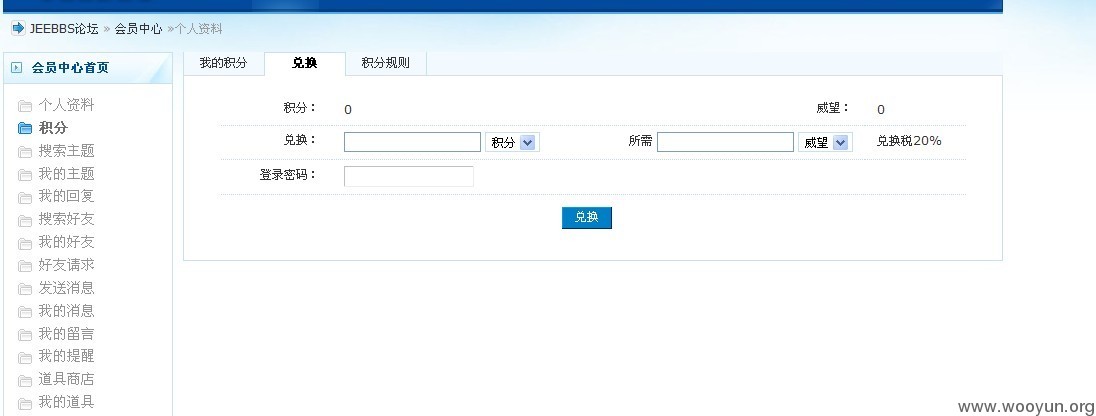 JEEBBS论坛 » 会员中心 »个人资料
会员中心首页
个人资料
积分
搜索主题
我的主题
我的回复
搜索好友
我的好友
好友请求
发送消息
我的消息
我的留言
我的提醒
道具商店
我的道具
我的积分 兑换 积分规则
积分： 0 威望： 0
兑换： 积分 所需 威望 兑换税20%
登录密码：
兑换
www.wooyun.org